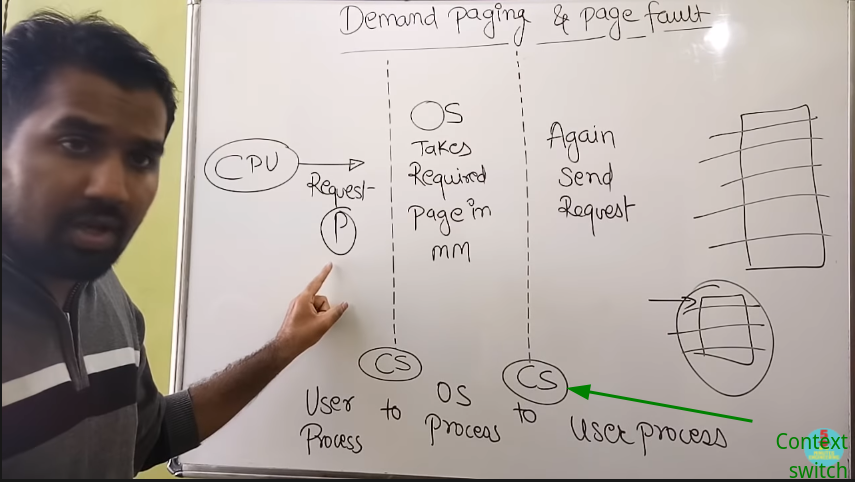 Demand paging & page fault
CPU
Request
P
OS
Takes
Required
page in
mm
Again
Send
Request
CS
CS
User
Process
to
OS
process
to
user process
Context
switch
5